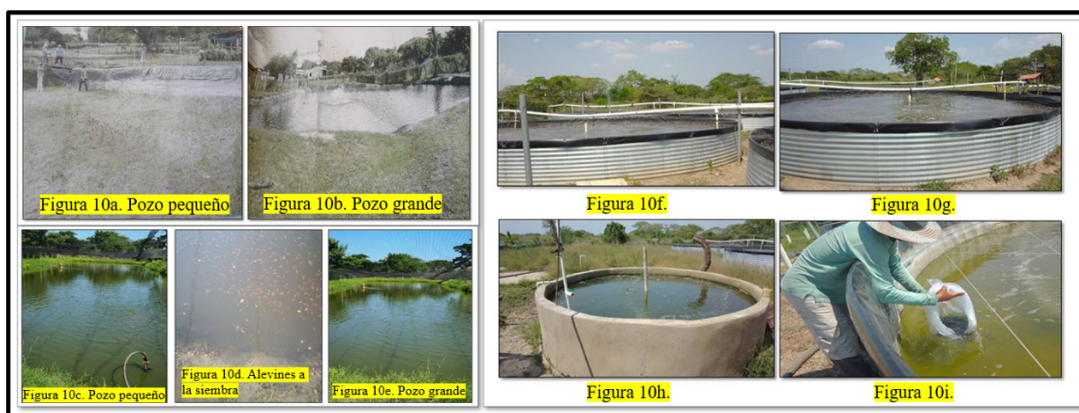 Figura 10a. Pozo pequeño
Figura 10b. Pozo grande
Figura 10c. Pozo pequeño
Figura 10d. Alevines a
la siembra
Figura 10e. Pozo grande
Figura 10f.
Figura 10g.
Figura 10h.
Figura 10i.